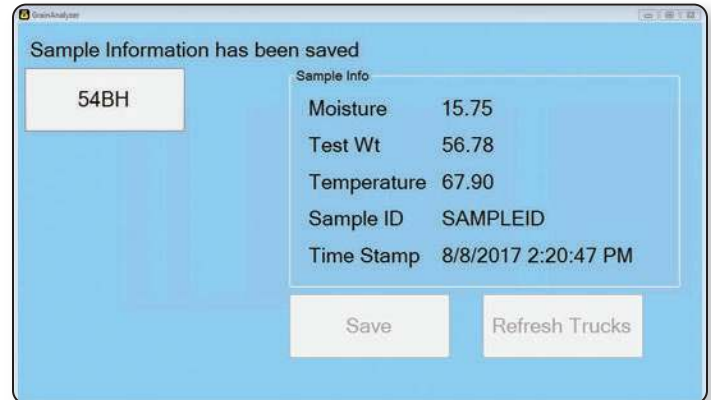 GrainAnalyzer
Sample Information has been saved
54BH
Sample Info
Moisture 15.75
Test Wt 56.78
Temperature 67.90
Sample ID SAMPLEID
Time Stamp 8/8/2017 2:20:47 PM
Save
Refresh Trucks